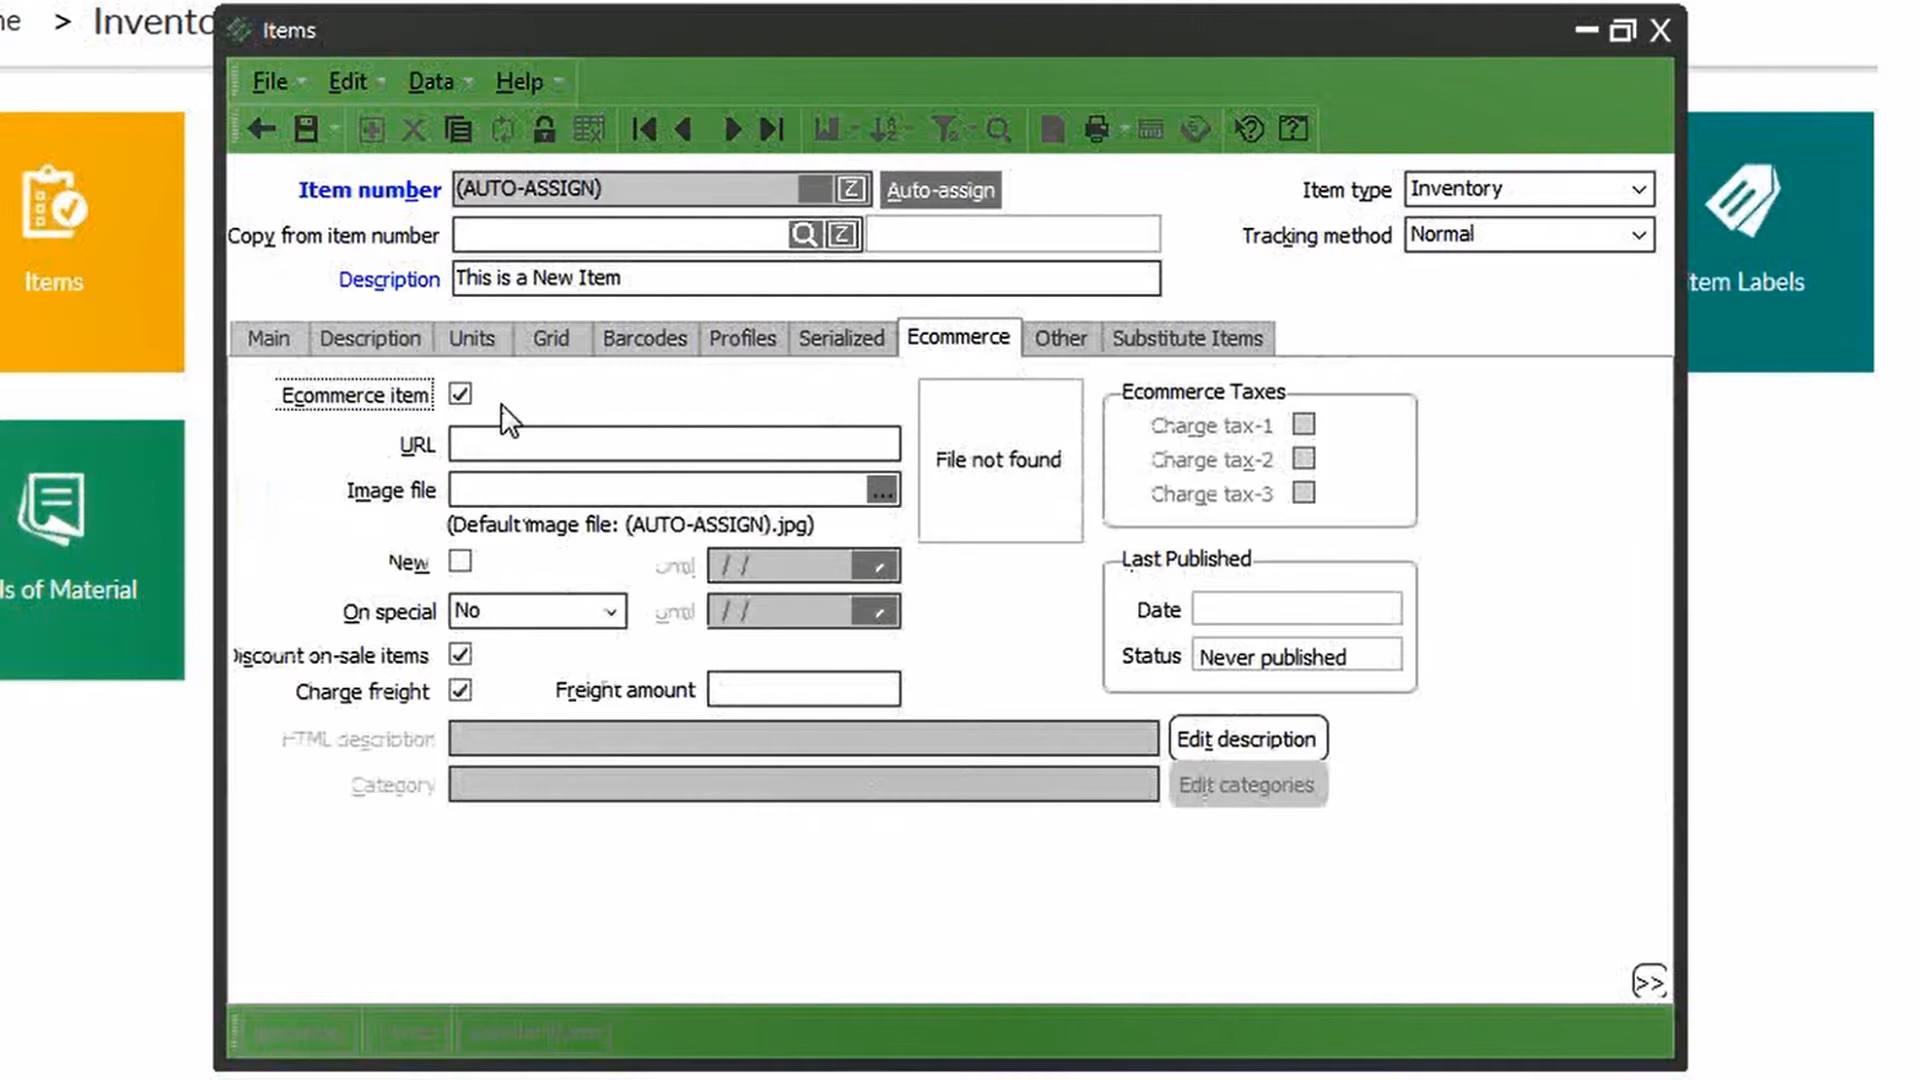 ne > Invento
Items
File Edit Data Help
Item number (AUTO-ASSIGN) Z Auto-assign Item type Inventory
Copy from item number Z Tracking method Normal
Description This is a New Item
Items
tem Labels
Main Description Units Grid Barcodes Profiles Serialized Ecommerce Other Substitute Items
Ecommerce item
URL
Image file ...
(Default image file: (AUTO-ASSIGN).jpg)
File not found
Ecommerce Taxes
Charge tax-1
Charge tax-2
Charge tax-3
New Until / /
On special No Until / /
Discount on-sale items
Charge freight Freight amount
Last Published
Date
Status Never published
HTML description Edit description
Category Edit categories
ls of Material
>>